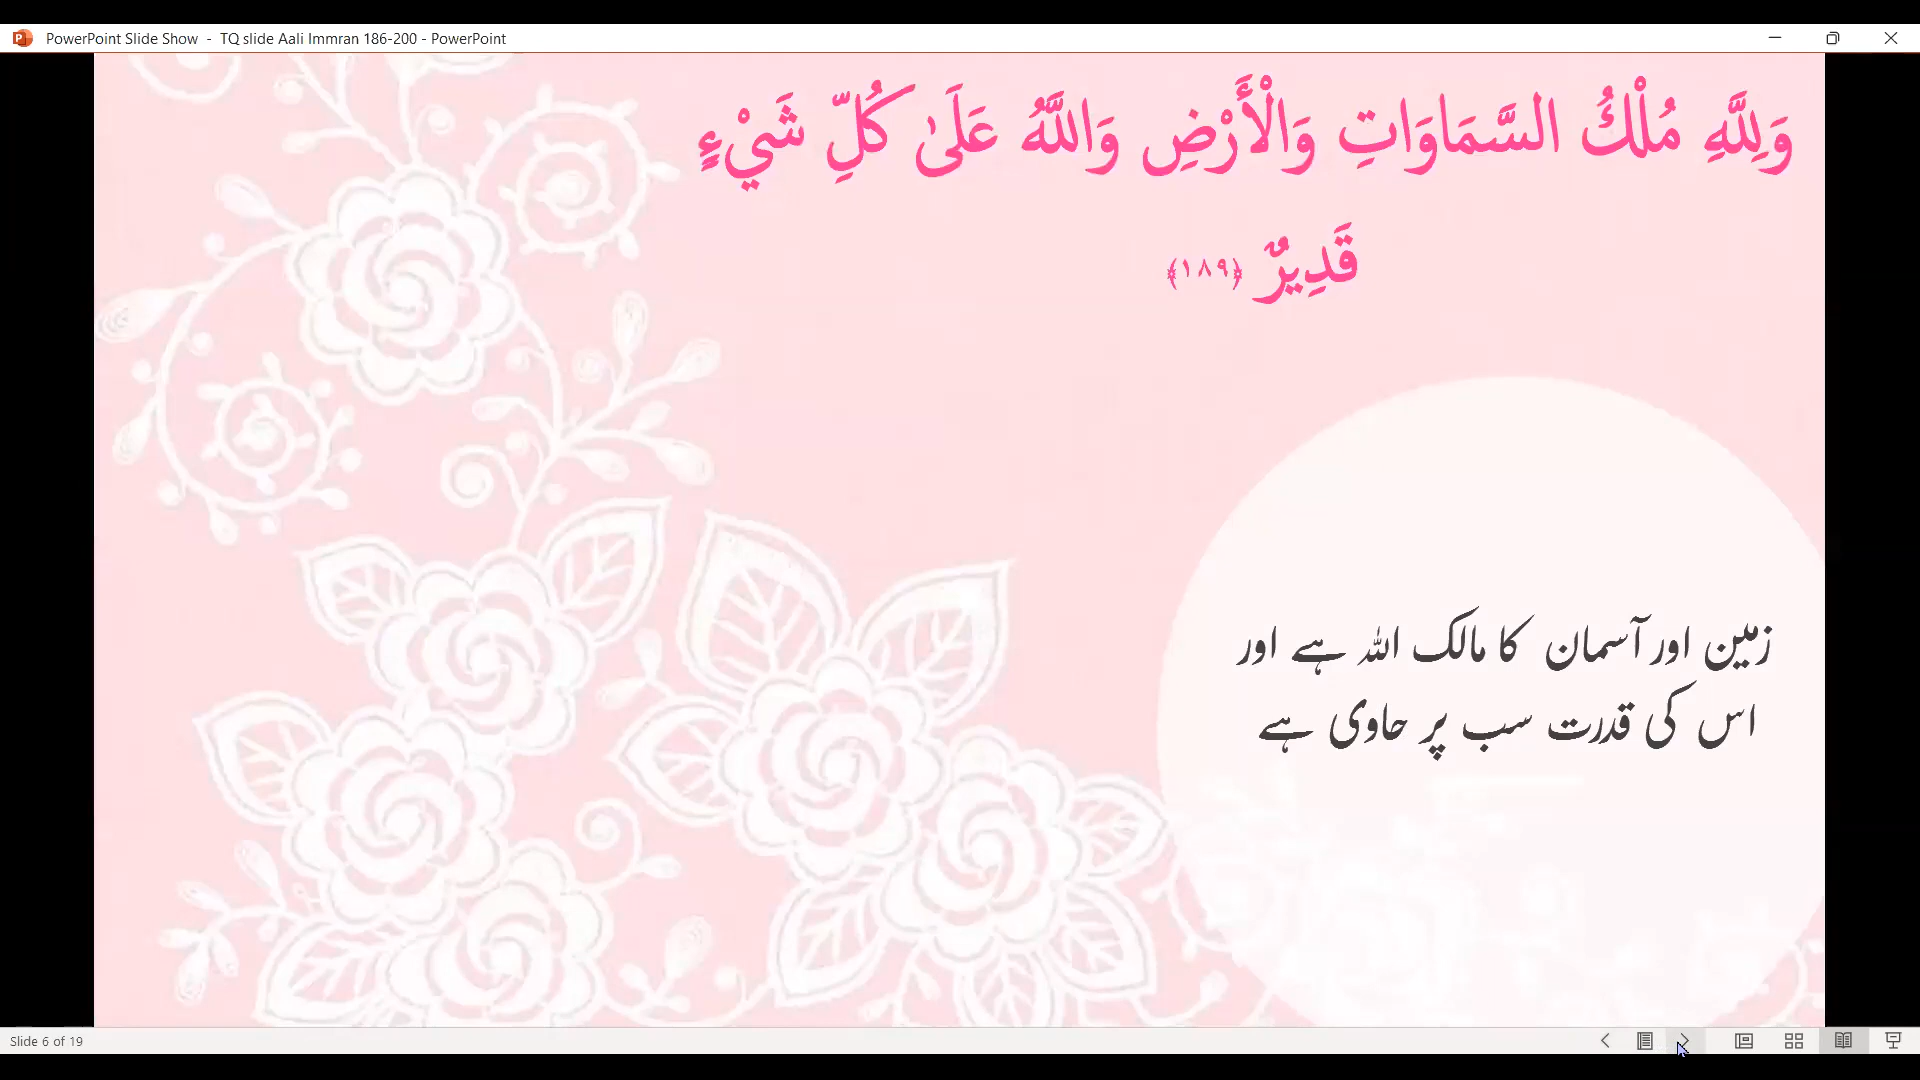 PowerPoint Slide Show - TQ slide Aali Immran 186-200 - PowerPoint
وَلِلَّهِ مُلْكُ السَّمَاوَاتِ وَالْأَرْضِ وَاللَّهُ عَلَىٰ كُلِّ شَيْءٍ
قَدِيرٌ ﴿١٨٩﴾
زمین اور آسمان کا مالک اللہ ہے اور
اس کی قدرت سب پر حاوی ہے
Slide 6 of 19